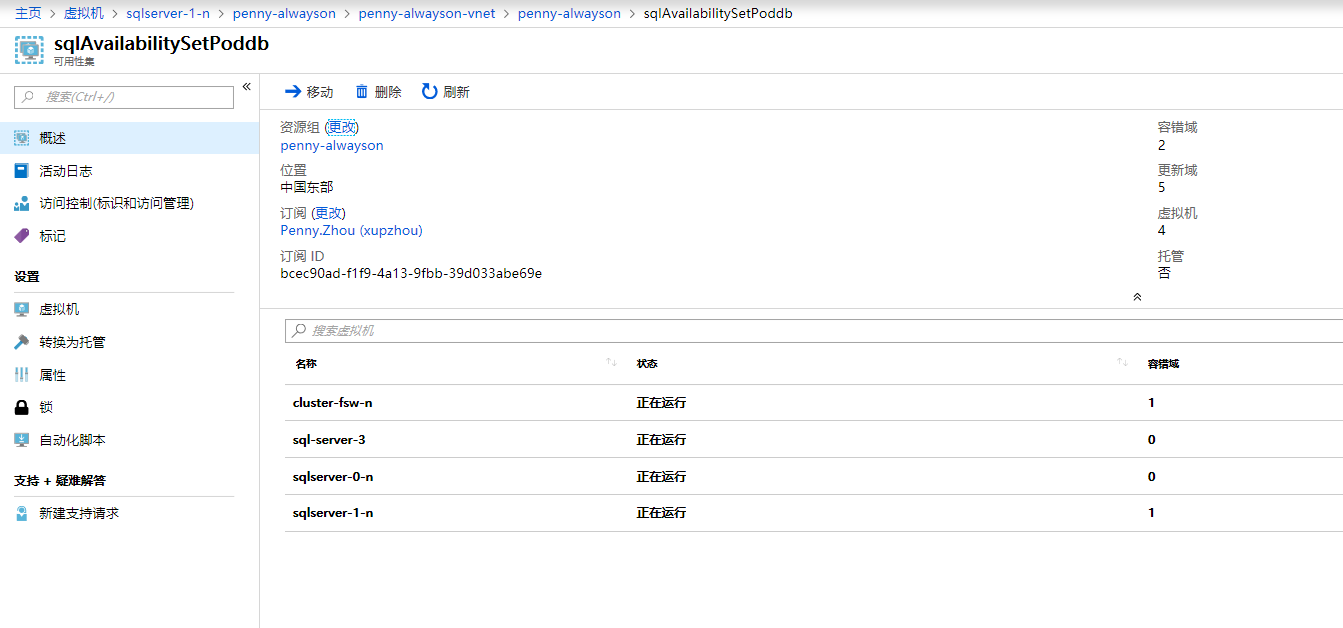 主页 > 虚拟机 > sqlserver-1-n > penny-alwayson > penny-alwayson-vnet > penny-alwayson > sqlAvailabilitySetPoddb
sqlAvailabilitySetPoddb
可用性集
搜索(Ctrl+/)
«
概述
活动日志
访问控制(标识和访问管理)
标记
设置
虚拟机
转换为托管
属性
锁
自动化脚本
支持 + 疑难解答
新建支持请求
移动 删除 刷新
资源组 (更改)
penny-alwayson
位置
中国东部
订阅 (更改)
Penny.Zhou (xupzhou)
订阅 ID
bcec90ad-f1f9-4a13-9fbb-39d033abe69e
容错域
2
更新域
5
虚拟机
4
托管
否
搜索虚拟机
名称 状态 容错域
cluster-fsw-n 正在运行 1
sql-server-3 正在运行 0
sqlserver-0-n 正在运行 0
sqlserver-1-n 正在运行 1